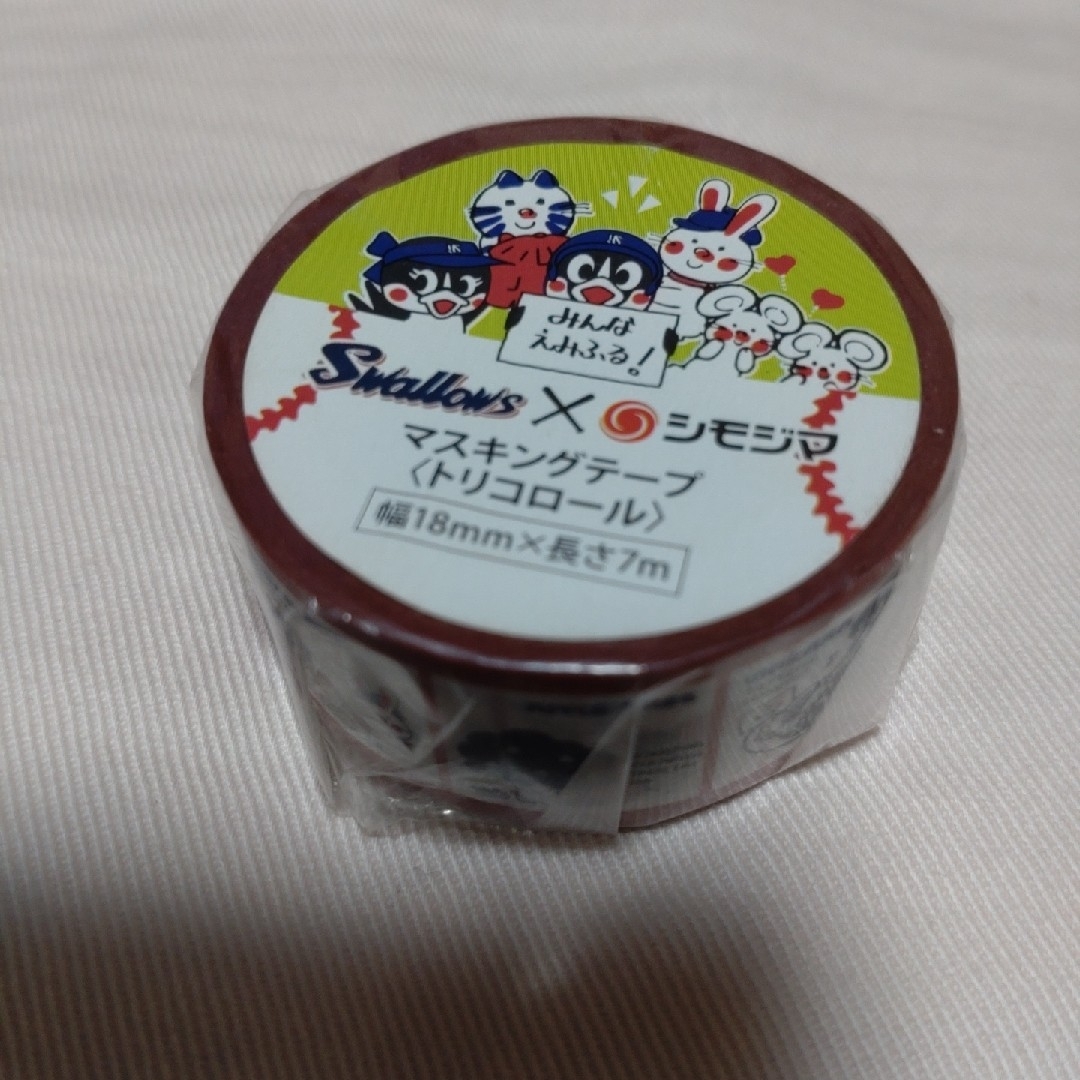 みんな
えみふる!
Swallows × シモジマ
マスキングテープ
〈トリコロール〉
幅18mm×長さ7m